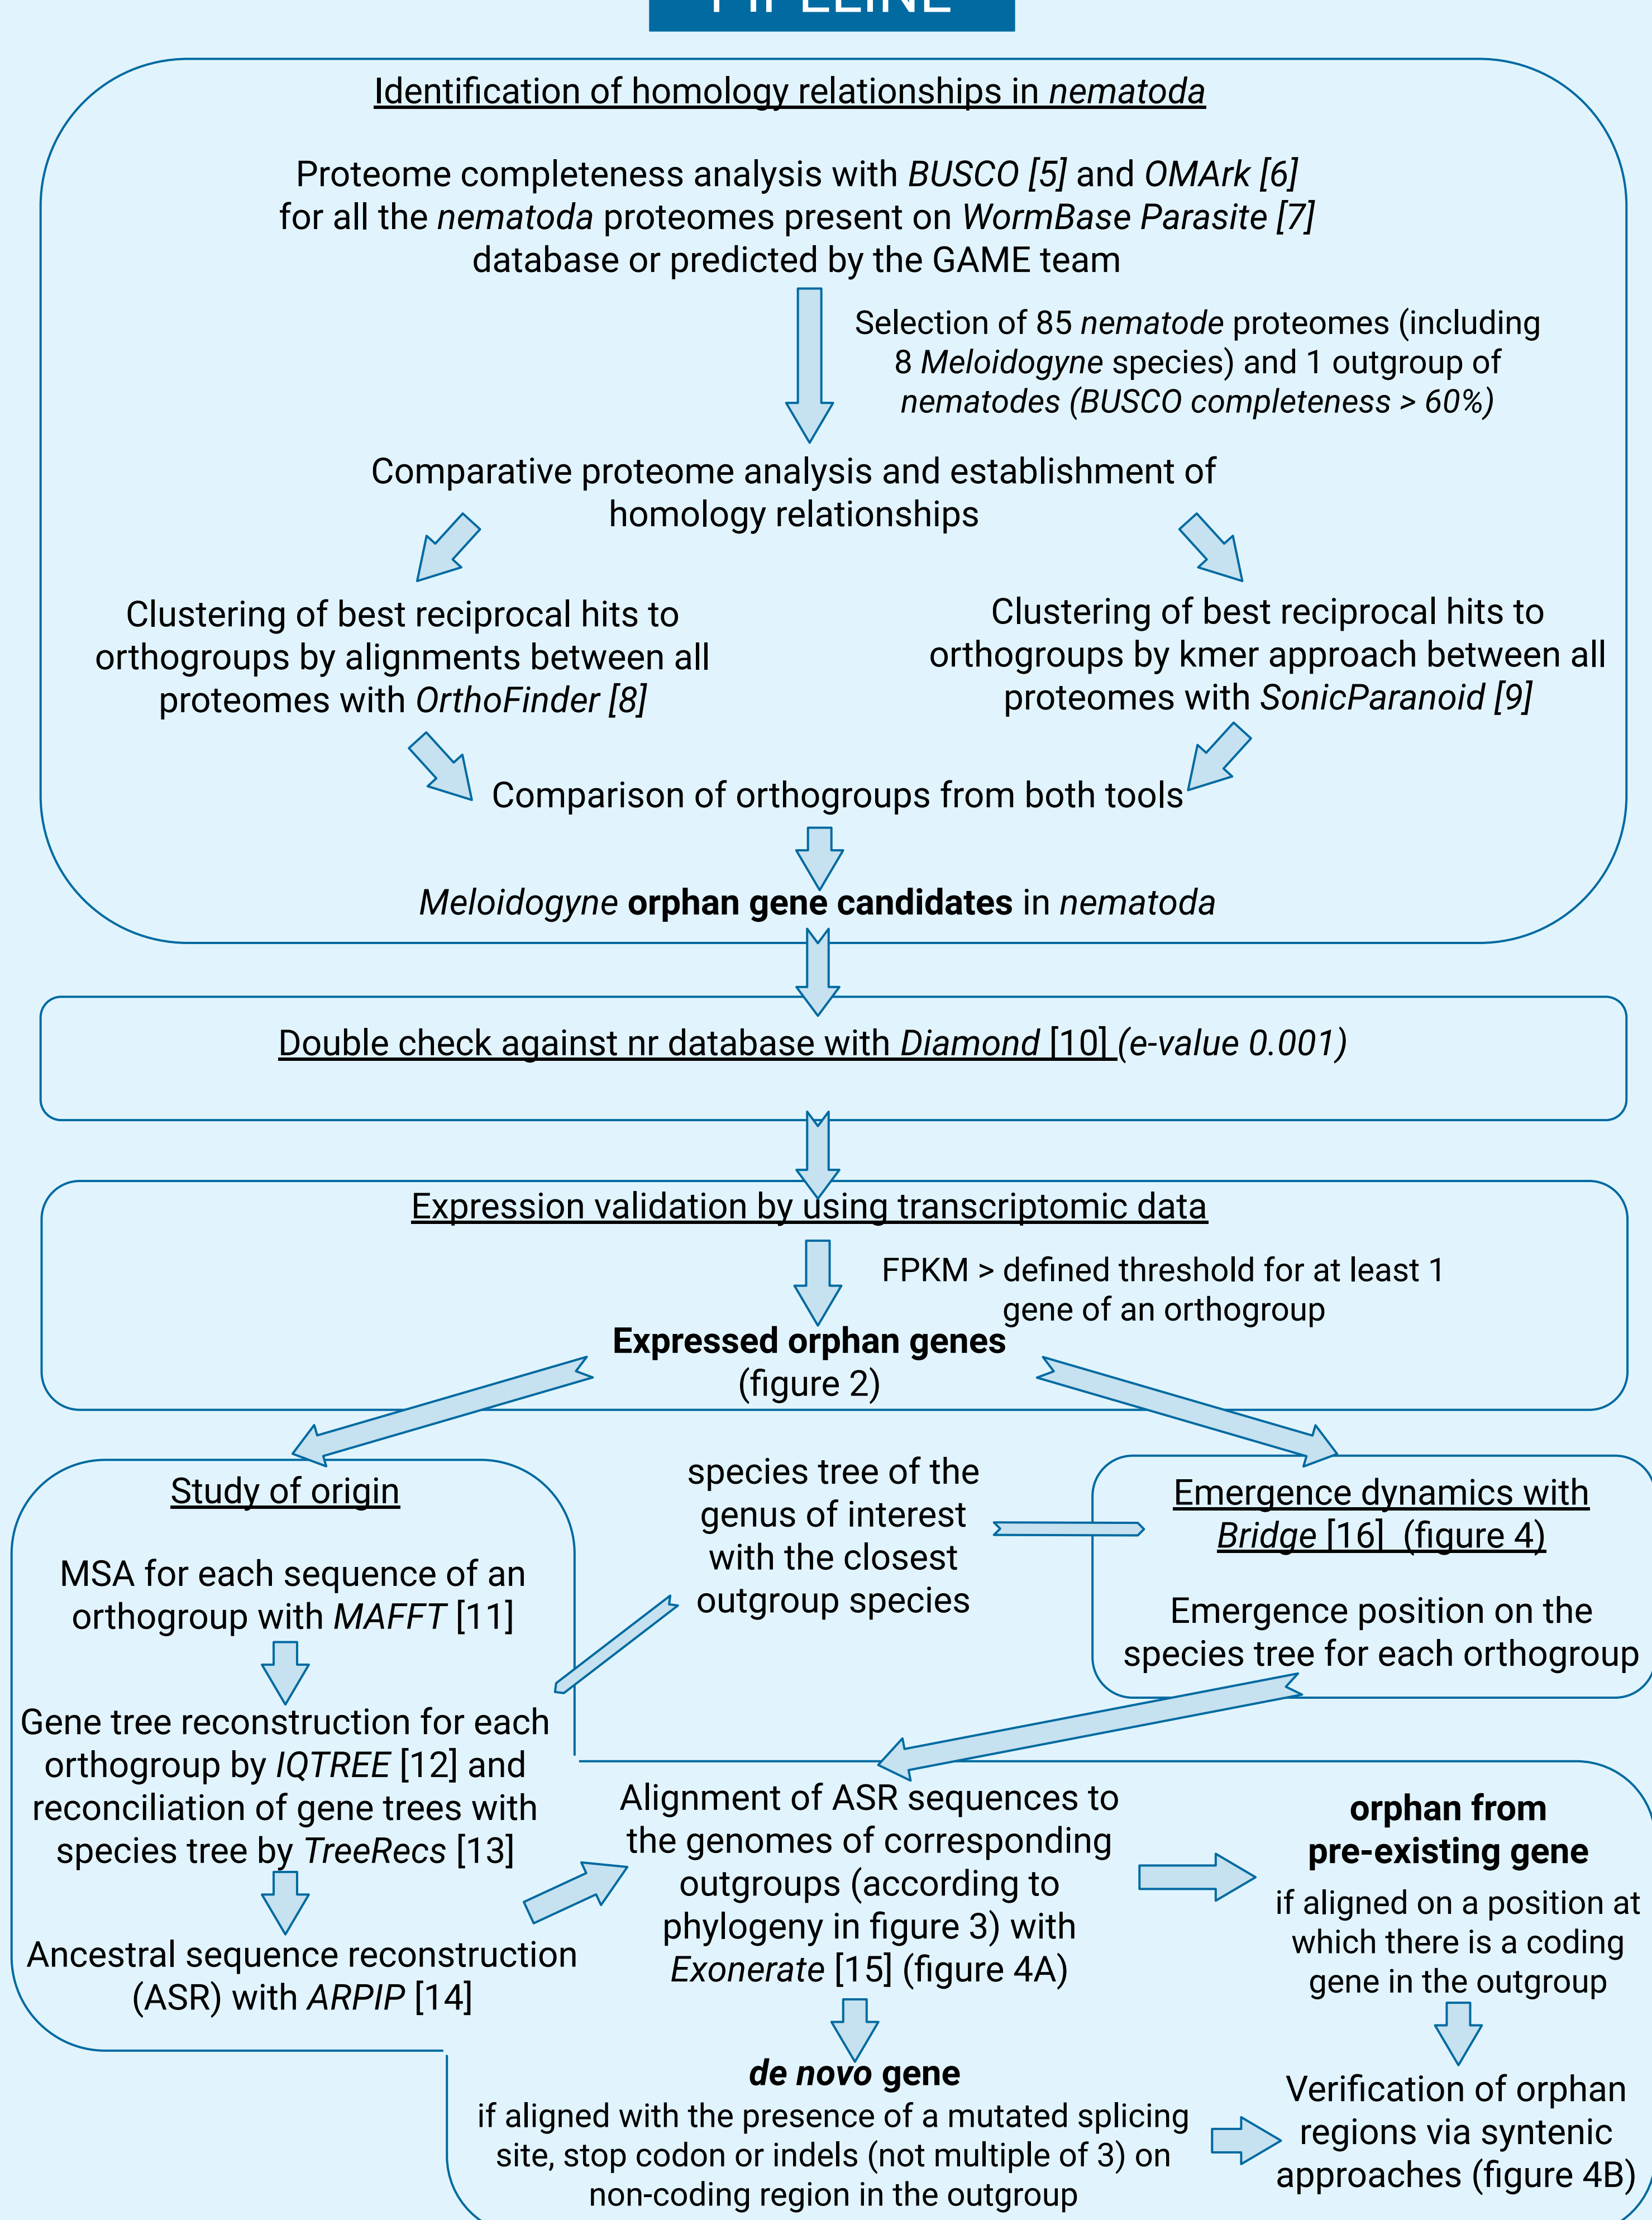 PIPELINE
Identification of homology relationships in nematoda
Proteome completeness analysis with BUSCO [5] and OMArk [6]
for all the nematoda proteomes present on WormBase Parasite [7]
database or predicted by the GAME team
Selection of 85 nematode proteomes (including
8 Meloidogyne species) and 1 outgroup of
nematodes (BUSCO completeness > 60%)
Comparative proteome analysis and establishment of
homology relationships
Clustering of best reciprocal hits to
orthogroups by alignments between all
proteomes with OrthoFinder [8]
Clustering of best reciprocal hits to
orthogroups by kmer approach between all
proteomes with SonicParanoid [9]
Comparison of orthogroups from both tools
Meloidogyne orphan gene candidates in nematoda
Double check against nr database with Diamond [10] (e-value 0.001)
Expression validation by using transcriptomic data
FPKM > defined threshold for at least 1
gene of an orthogroup
Expressed orphan genes
(figure 2)
Study of origin
MSA for each sequence of an
orthogroup with MAFFT [11]
Gene tree reconstruction for each
orthogroup by IQTREE [12] and
reconciliation of gene trees with
species tree by TreeRecs [13]
Ancestral sequence reconstruction
(ASR) with ARPIP [14]
species tree of the
genus of interest
with the closest
outgroup species
Emergence dynamics with
Bridge [16] (figure 4)
Emergence position on the
species tree for each orthogroup
Alignment of ASR sequences to
the genomes of corresponding
outgroups (according to
phylogeny in figure 3) with
Exonerate [15] (figure 4A)
orphan from
pre-existing gene
if aligned on a position at
which there is a coding
gene in the outgroup
de novo gene
if aligned with the presence of a mutated splicing
site, stop codon or indels (not multiple of 3) on
non-coding region in the outgroup
Verification of orphan
regions via syntenic
approaches (figure 4B)